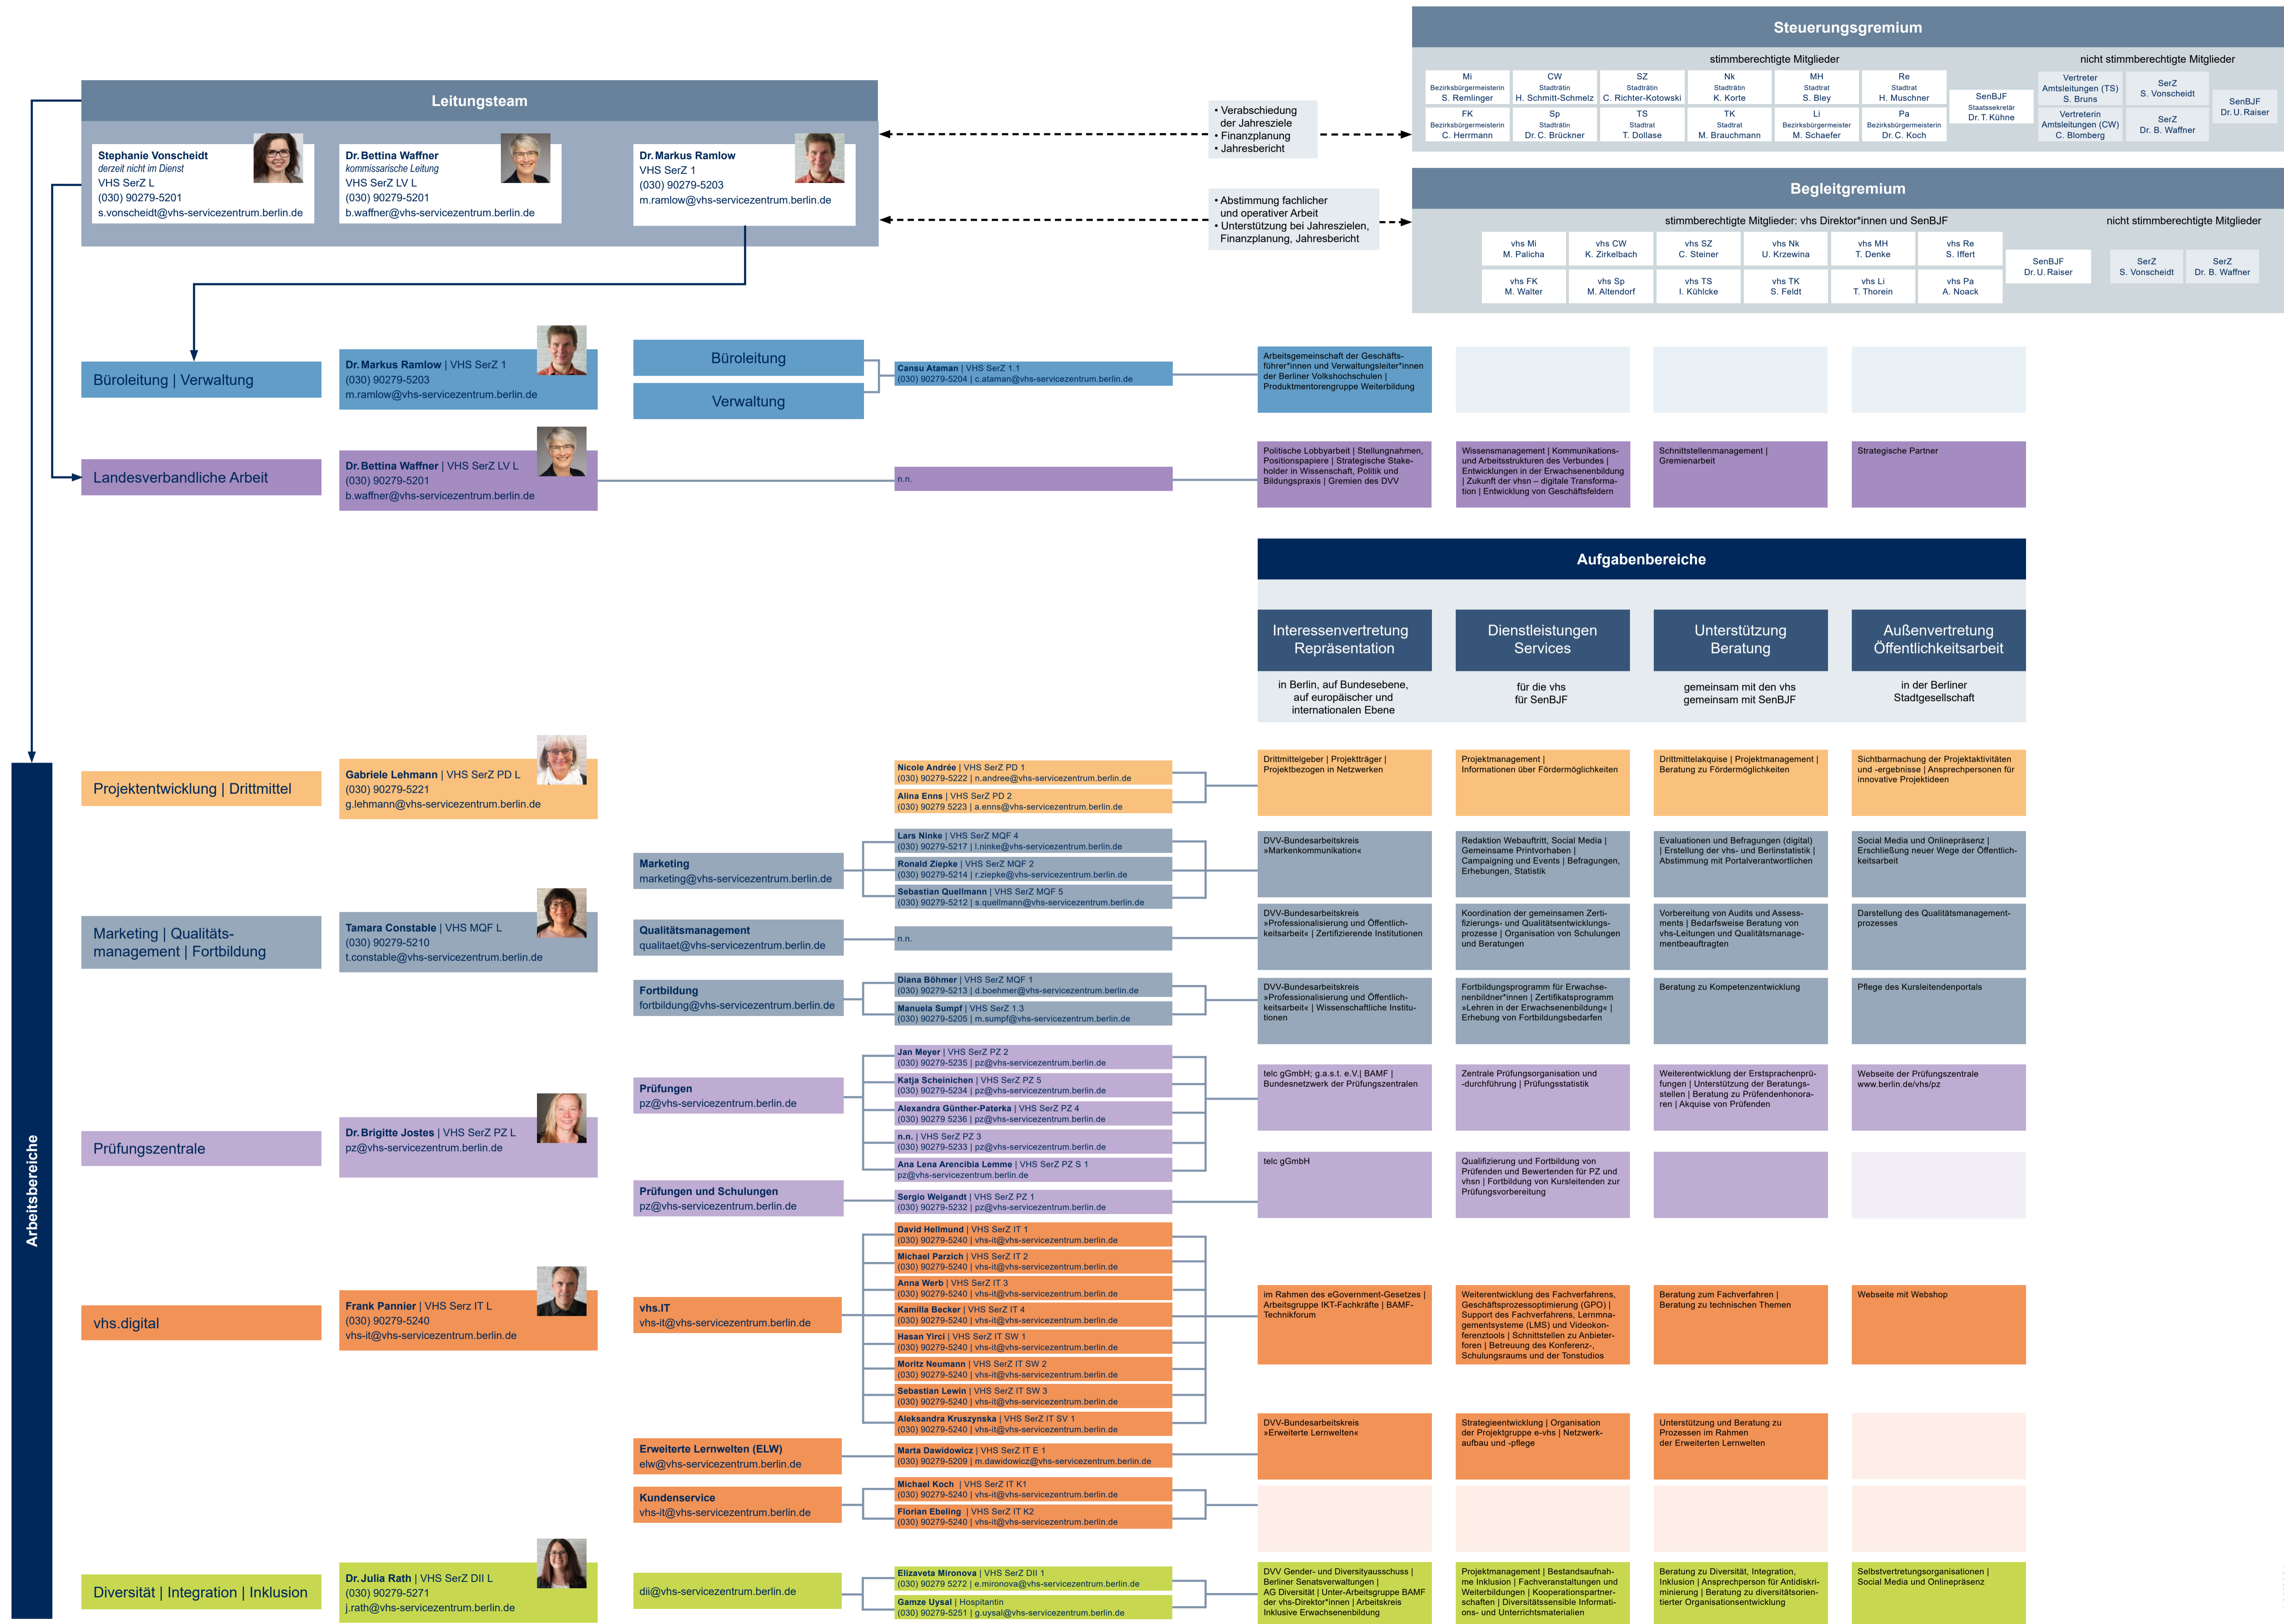 Steuerungsgremium
stimmberechtigte Mitglieder
nicht stimmberechtigte Mitglieder
Mi
Bezirksbürgermeisterin
S. Remlinger
CW
Stadträtin
H. Schmitt-Schmelz
SZ
Stadträtin
C. Richter-Kotowski
Nk
Stadträtin
K. Korte
MH
Stadtrat
S. Bley
Re
Stadtrat
H. Muschner
FK
Bezirksbürgermeisterin
C. Herrmann
Sp
Stadträtin
Dr. C. Brückner
TS
Stadtrat
T. Dollase
TK
Stadtrat
M. Brauchmann
Li
Bezirksbürgermeister
M. Schaefer
Pa
Bezirksbürgermeisterin
Dr. C. Koch
SenBJF
Staatssekretär
Dr. T. Kühne
Vertreter
Amtsleitungen (TS)
S. Bruns
Vertreterin
Amtsleitungen (CW)
C. Blomberg
SerZ
S. Vonscheidt
SerZ
Dr. B. Waffner
SenBJF
Dr. U. Raiser
Leitungsteam
Stephanie Vonscheidt
derzeit nicht im Dienst
VHS SerZ L
(030) 90279-5201
s.vonscheidt@vhs-servicezentrum.berlin.de
Dr. Bettina Waffner
kommissarische Leitung
VHS SerZ LV L
(030) 90279-5201
b.waffner@vhs-servicezentrum.berlin.de
Dr. Markus Ramlow
VHS SerZ 1
(030) 90279-5203
m.ramlow@vhs-servicezentrum.berlin.de
• Verabschiedung
der Jahresziele
• Finanzplanung
• Jahresbericht
• Abstimmung fachlicher
und operativer Arbeit
• Unterstützung bei Jahreszielen,
Finanzplanung, Jahresbericht
Begleitgremium
stimmberechtigte Mitglieder: vhs Direktor*innen und SenBJF
nicht stimmberechtigte Mitglieder
vhs Mi
M. Palicha
vhs CW
K. Zirkelbach
vhs SZ
C. Steiner
vhs Nk
U. Krzewina
vhs MH
T. Denke
vhs Re
S. Iffert
vhs FK
M. Walter
vhs Sp
M. Altendorf
vhs TS
I. Kühlcke
vhs TK
S. Feldt
vhs Li
T. Thorein
vhs Pa
A. Noack
SenBJF
Dr. U. Raiser
SerZ
S. Vonscheidt
SerZ
Dr. B. Waffner
Büroleitung | Verwaltung
Dr. Markus Ramlow | VHS SerZ 1
(030) 90279-5203
m.ramlow@vhs-servicezentrum.berlin.de
Büroleitung
Verwaltung
Cansu Ataman | VHS SerZ 1.1
(030) 90279-5204 | c.ataman@vhs-servicezentrum.berlin.de
Arbeitsgemeinschaft der Geschäfts-
führer*innen und Verwaltungsleiter*innen
der Berliner Volkshochschulen |
Produktmentorengruppe Weiterbildung
Landesverbandliche Arbeit
Dr. Bettina Waffner | VHS SerZ LV L
(030) 90279-5201
b.waffner@vhs-servicezentrum.berlin.de
n.n.
Politische Lobbyarbeit | Stellungnahmen,
Positionspapiere | Strategische Stake-
holder in Wissenschaft, Politik und
Bildungspraxis | Gremien des DVV
Wissensmanagement | Kommunikations-
und Arbeitsstrukturen des Verbundes |
Entwicklungen in der Erwachsenenbildung
| Zukunft der vhsn – digitale Transforma-
tion | Entwicklung von Geschäftsfeldern
Schnittstellenmanagement |
Gremienarbeit
Strategische Partner
Aufgabenbereiche
Interessenvertretung
Repräsentation
Dienstleistungen
Services
Unterstützung
Beratung
Außenvertretung
Öffentlichkeitsarbeit
in Berlin, auf Bundesebene,
auf europäischer und
internationalen Ebene
für die vhs
für SenBJF
gemeinsam mit den vhs
gemeinsam mit SenBJF
in der Berliner
Stadtgesellschaft
Arbeitsbereiche
Projektentwicklung | Drittmittel
Gabriele Lehmann | VHS SerZ PD L
(030) 90279-5221
g.lehmann@vhs-servicezentrum.berlin.de
Nicole Andrée | VHS SerZ PD 1
(030) 90279-5222 | n.andree@vhs-servicezentrum.berlin.de
Alina Enns | VHS SerZ PD 2
(030) 90279 5223 | a.enns@vhs-servicezentrum.berlin.de
Drittmittelgeber | Projektträger |
Projektbezogen in Netzwerken
Projektmanagement |
Informationen über Fördermöglichkeiten
Drittmittelakquise | Projektmanagement |
Beratung zu Fördermöglichkeiten
Sichtbarmachung der Projektaktivitäten
und -ergebnisse | Ansprechpersonen für
innovative Projektideen
Marketing | Qualitäts-
management | Fortbildung
Tamara Constable | VHS MQF L
(030) 90279-5210
t.constable@vhs-servicezentrum.berlin.de
Marketing
marketing@vhs-servicezentrum.berlin.de
Lars Ninke | VHS SerZ MQF 4
(030) 90279-5217 | l.ninke@vhs-servicezentrum.berlin.de
Ronald Ziepke | VHS SerZ MQF 2
(030) 90279-5214 | r.ziepke@vhs-servicezentrum.berlin.de
Sebastian Quellmann | VHS SerZ MQF 5
(030) 90279-5212 | s.quellmann@vhs-servicezentrum.berlin.de
DVV-Bundesarbeitskreis
»Markenkommunikation«
Redaktion Webauftritt, Social Media |
Gemeinsame Printvorhaben |
Campaigning und Events | Befragungen,
Erhebungen, Statistik
Evaluationen und Befragungen (digital)
| Erstellung der vhs- und Berlinstatistik |
Abstimmung mit Portalverantwortlichen
Social Media und Onlinepräsenz |
Erschließung neuer Wege der Öffentlich-
keitsarbeit
Qualitätsmanagement
qualitaet@vhs-servicezentrum.berlin.de
n.n.
DVV-Bundesarbeitskreis
»Professionalisierung und Öffentlich-
keitsarbeit« | Zertifizierende Institutionen
Koordination der gemeinsamen Zerti-
fizierungs- und Qualitätsentwicklungs-
prozesse | Organisation von Schulungen
und Beratungen
Vorbereitung von Audits und Assess-
ments | Bedarfsweise Beratung von
vhs-Leitungen und Qualitätsmanage-
mentbeauftragten
Darstellung des Qualitätsmanagement-
prozesses
Fortbildung
fortbildung@vhs-servicezentrum.berlin.de
Diana Böhmer | VHS SerZ MQF 1
(030) 90279-5213 | d.boehmer@vhs-servicezentrum.berlin.de
Manuela Sumpf | VHS SerZ 1.3
(030) 90279-5205 | m.sumpf@vhs-servicezentrum.berlin.de
DVV-Bundesarbeitskreis
»Professionalisierung und Öffentlich-
keitsarbeit« | Wissenschaftliche Institu-
tionen
Fortbildungsprogramm für Erwachse-
nenbildner*innen | Zertifikatsprogramm
»Lehren in der Erwachsenenbildung« |
Erhebung von Fortbildungsbedarfen
Beratung zu Kompetenzentwicklung
Pflege des Kursleitendenportals
Prüfungszentrale
Dr. Brigitte Jostes | VHS SerZ PZ L
pz@vhs-servicezentrum.berlin.de
Prüfungen
pz@vhs-servicezentrum.berlin.de
Jan Meyer | VHS SerZ PZ 2
(030) 90279-5235 | pz@vhs-servicezentrum.berlin.de
Katja Scheinichen | VHS SerZ PZ 5
(030) 90279-5234 | pz@vhs-servicezentrum.berlin.de
Alexandra Günther-Paterka | VHS SerZ PZ 4
(030) 90279 5236 | pz@vhs-servicezentrum.berlin.de
n.n. | VHS SerZ PZ 3
(030) 90279-5233 | pz@vhs-servicezentrum.berlin.de
Ana Lena Arencibia Lemme | VHS SerZ PZ S 1
pz@vhs-servicezentrum.berlin.de
telc gGmbH; g.a.s.t. e.V.| BAMF |
Bundesnetzwerk der Prüfungszentralen
Zentrale Prüfungsorganisation und
-durchführung | Prüfungsstatistik
Weiterentwicklung der Erstsprachenprü-
fungen | Unterstützung der Beratungs-
stellen | Beratung zu Prüfendenhonora-
ren | Akquise von Prüfenden
Webseite der Prüfungszentrale
www.berlin.de/vhs/pz
Prüfungen und Schulungen
pz@vhs-servicezentrum.berlin.de
Sergio Weigandt | VHS SerZ PZ 1
(030) 90279-5232 | pz@vhs-servicezentrum.berlin.de
telc gGmbH
Qualifizierung und Fortbildung von
Prüfenden und Bewertenden für PZ und
vhsn | Fortbildung von Kursleitenden zur
Prüfungsvorbereitung
vhs.digital
Frank Pannier | VHS Serz IT L
(030) 90279-5240
vhs-it@vhs-servicezentrum.berlin.de
vhs.IT
vhs-it@vhs-servicezentrum.berlin.de
David Hellmund | VHS SerZ IT 1
(030) 90279-5240 | vhs-it@vhs-servicezentrum.berlin.de
Michael Parzich | VHS SerZ IT 2
(030) 90279-5240 | vhs-it@vhs-servicezentrum.berlin.de
Anna Werb | VHS SerZ IT 3
(030) 90279-5240 | vhs-it@vhs-servicezentrum.berlin.de
Kamilla Becker | VHS SerZ IT 4
(030) 90279-5240 | vhs-it@vhs-servicezentrum.berlin.de
Hasan Yirci | VHS SerZ IT SW 1
(030) 90279-5240 | vhs-it@vhs-servicezentrum.berlin.de
Moritz Neumann | VHS SerZ IT SW 2
(030) 90279-5240 | vhs-it@vhs-servicezentrum.berlin.de
Sebastian Lewin | VHS SerZ IT SW 3
(030) 90279-5240 | vhs-it@vhs-servicezentrum.berlin.de
Aleksandra Kruszynska | VHS SerZ IT SV 1
(030) 90279-5240 | vhs-it@vhs-servicezentrum.berlin.de
im Rahmen des eGovernment-Gesetzes |
Arbeitsgruppe IKT-Fachkräfte | BAMF-
Technikforum
Weiterentwicklung des Fachverfahrens,
Geschäftsprozessoptimierung (GPO) |
Support des Fachverfahrens, Lernma-
gementsysteme (LMS) und Videokon-
ferenztools | Schnittstellen zu Anbieter-
foren | Betreuung des Konferenz-,
Schulungsraums und der Tonstudios
Beratung zum Fachverfahren |
Beratung zu technischen Themen
Webseite mit Webshop
Erweiterte Lernwelten (ELW)
elw@vhs-servicezentrum.berlin.de
Marta Dawidowicz | VHS SerZ IT E 1
(030) 90279-5209 | m.dawidowicz@vhs-servicezentrum.berlin.de
DVV-Bundesarbeitskreis
»Erweiterte Lernwelten«
Strategieentwicklung | Organisation
der Projektgruppe e-vhs | Netzwerk-
aufbau und -pflege
Unterstützung und Beratung zu
Prozessen im Rahmen
der Erweiterten Lernwelten
Kundenservice
vhs-it@vhs-servicezentrum.berlin.de
Michael Koch | VHS SerZ IT K1
(030) 90279-5240 | vhs-it@vhs-servicezentrum.berlin.de
Florian Ebeling | VHS SerZ IT K2
(030) 90279-5240 | vhs-it@vhs-servicezentrum.berlin.de
Diversität | Integration | Inklusion
Dr. Julia Rath | VHS SerZ DII L
(030) 90279-5271
j.rath@vhs-servicezentrum.berlin.de
dii@vhs-servicezentrum.berlin.de
Elizaveta Mironova | VHS SerZ DII 1
(030) 90279 5272 | e.mironova@vhs-servicezentrum.berlin.de
Gamze Uysal | Hospitantin
(030) 90279-5251 | g.uysal@vhs-servicezentrum.berlin.de
DVV Gender- und Diversityausschuss |
Berliner Senatsverwaltungen |
AG Diversität | Unter-Arbeitsgruppe BAMF
der vhs-Direktor*innen | Arbeitskreis
Inklusive Erwachsenenbildung
Projektmanagement | Bestandsaufnah-
me Inklusion | Fachveranstaltungen und
Weiterbildungen | Kooperationspartner-
schaften | Diversitätssensible Informati-
ons- und Unterrichtsmaterialien
Beratung zu Diversität, Integration,
Inklusion | Ansprechperson für Antidiskri-
minierung | Beratung zu diversitätsorien-
tierter Organisationsentwicklung
Selbstvertretungsorganisationen |
Social Media und Onlinepräsenz